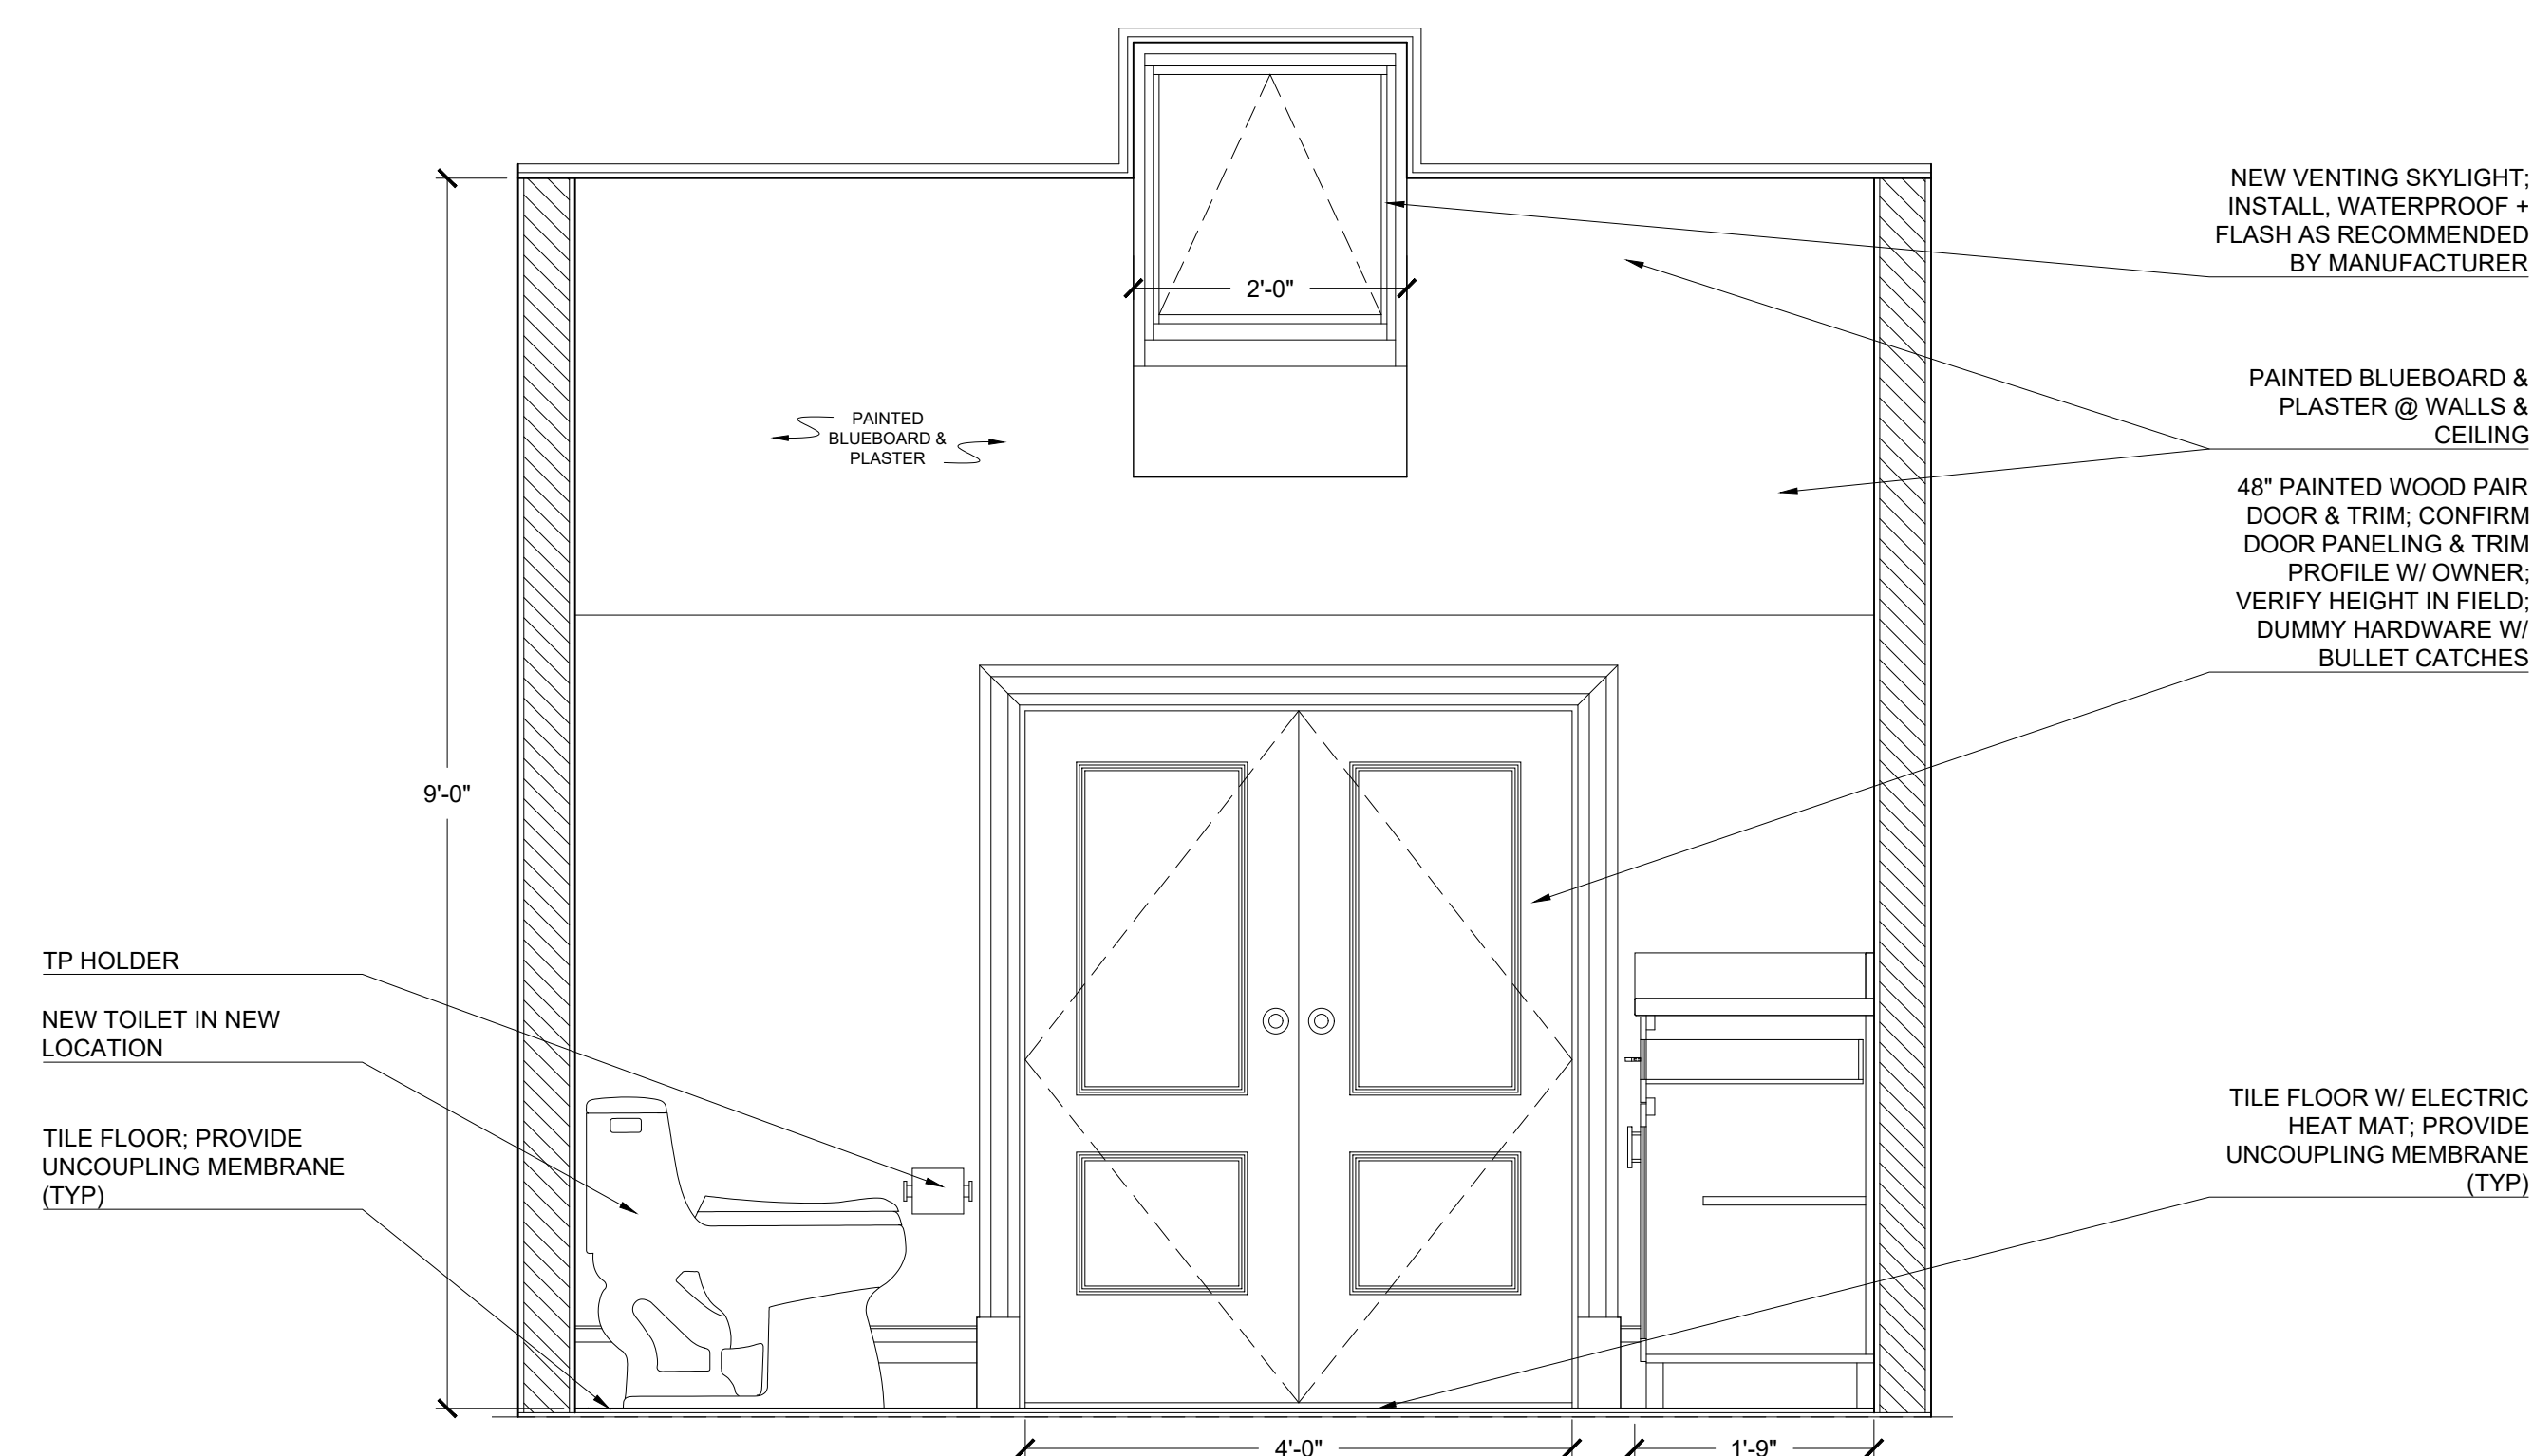 NEW VENTING SKYLIGHT;
INSTALL, WATERPROOF +
FLASH AS RECOMMENDED
BY MANUFACTURER
2'-0"
PAINTED BLUEBOARD &
PLASTER @ WALLS &
CEILING
PAINTED
BLUEBOARD &
PLASTER
48" PAINTED WOOD PAIR
DOOR & TRIM; CONFIRM
DOOR PANELING & TRIM
PROFILE W/ OWNER;
VERIFY HEIGHT IN FIELD;
DUMMY HARDWARE W/
BULLET CATCHES
9'-0"
TP HOLDER
NEW TOILET IN NEW
LOCATION
TILE FLOOR; PROVIDE
UNCOUPLING MEMBRANE
(TYP)
TILE FLOOR W/ ELECTRIC
HEAT MAT; PROVIDE
UNCOUPLING MEMBRANE
(TYP)
4'-0"
1'-9"